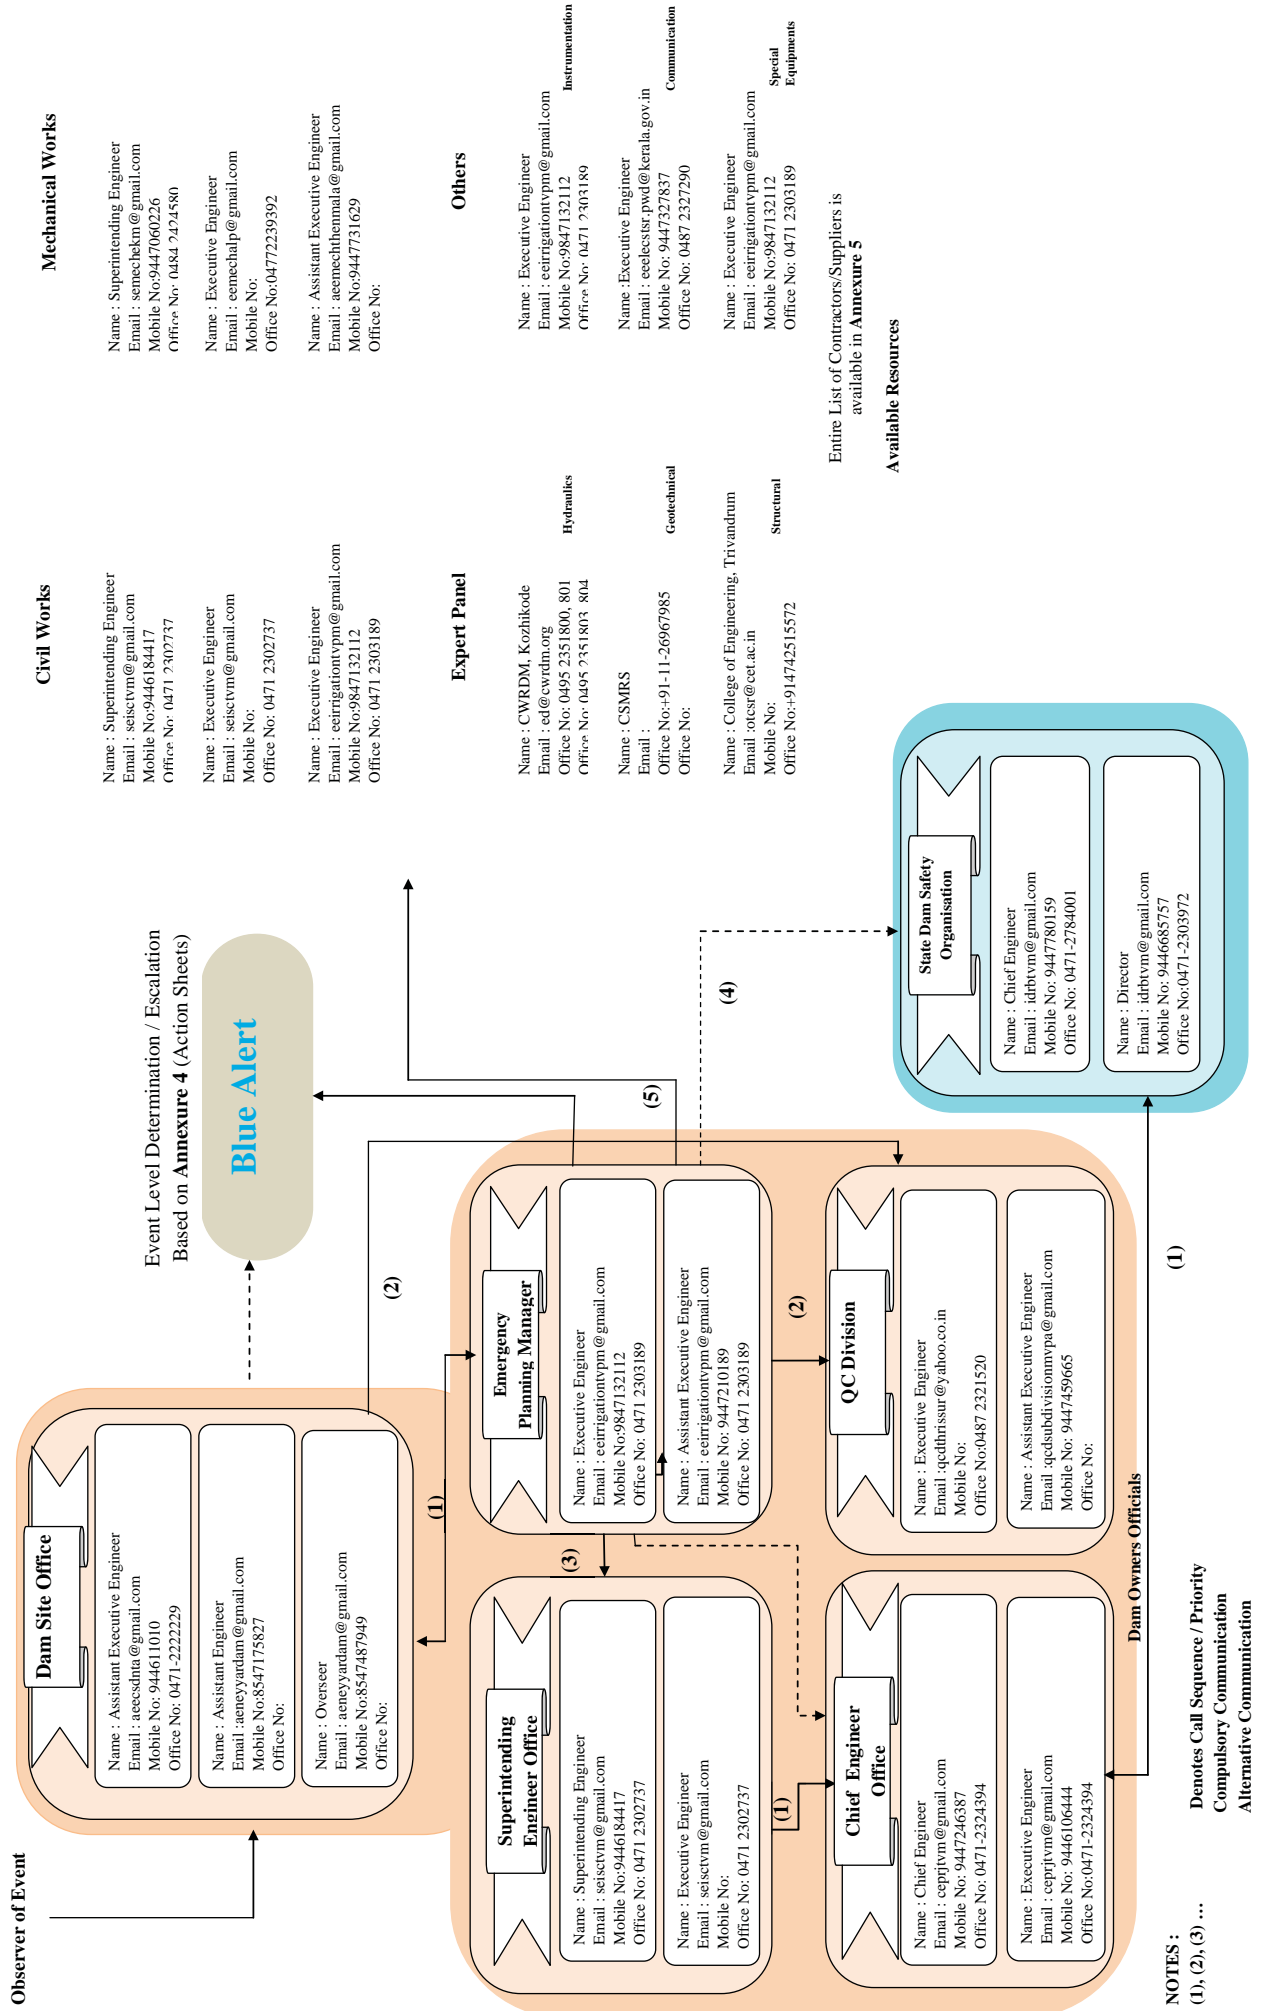 Observer of Event
Dam Site Office
Name : Assistant Executive Engineer
Email : aeecsdnta@gmail.com
Mobile No: 944611010
Office No: 0471-2222229
Name : Assistant Engineer
Email :aeneyyardam@gmail.com
Mobile No:8547175827
Office No:
Name : Overseer
Email : aeneyyardam@gmail.com
Mobile No:8547487949
Office No:
Event Level Determination / Escalation
Based on Annexure 4 (Action Sheets)
Blue Alert
(1)
(2)
Superintending
Engineer Office
Name : Superintending Engineer
Email : seisctvm@gmail.com
Mobile No:9446184417
Office No: 0471 2302737
Name : Executive Engineer
Email : seisctvm@gmail.com
Mobile No:
Office No: 0471 2302737
(3)
Emergency
Planning Manager
Name : Executive Engineer
Email : eeirrigationtvpm@gmail.com
Mobile No:9847132112
Office No: 0471 2303189
Name : Assistant Executive Engineer
Email : eeirrigationtvpm@gmail.com
Mobile No: 9447210189
Office No: 0471 2303189
(5)
(4)
(1)
(2)
Chief Engineer
Office
Name : Chief Engineer
Email : ceprjtvm@gmail.com
Mobile No: 9447246387
Office No: 0471-2324394
Name : Executive Engineer
Email : ceprjtvm@gmail.com
Mobile No: 9446106444
Office No:0471-2324394
QC Division
Name : Executive Engineer
Email :qcdthrissur@yahoo.co.in
Mobile No:
Office No:0487 2321520
Name : Assistant Executive Engineer
Email :qcdsubdivisionmvpa@gmail.com
Mobile No: 9447459665
Office No:
Dam Owners Officials
(1)
State Dam Safety
Organisation
Name : Chief Engineer
Email : idrbtvm@gmail.com
Mobile No: 9447780159
Office No: 0471-2784001
Name : Director
Email : idrbtvm@gmail.com
Mobile No: 9446685757
Office No:0471-2303972
Civil Works
Name : Superintending Engineer
Email : seisctvm@gmail.com
Mobile No:9446184417
Office No: 0471 2302737
Name : Executive Engineer
Email : seisctvm@gmail.com
Mobile No:
Office No: 0471 2302737
Name : Executive Engineer
Email : eeirrigationtvpm@gmail.com
Mobile No:9847132112
Office No: 0471 2303189
Mechanical Works
Name : Superintending Engineer
Email : semechekm@gmail.com
Mobile No:9447060226
Office No: 0484 2424580
Name : Executive Engineer
Email : eemechalp@gmail.com
Mobile No:
Office No:04772239392
Name : Assistant Executive Engineer
Email : aeemechthenmala@gmail.com
Mobile No:9447731629
Office No:
Expert Panel
Name : CWRDM, Kozhikode
Email : ed@cwrdm.org
Office No: 0495 2351800, 801
Office No: 0495 2351803, 804
Hydraulics
Name : CSMRS
Email :
Office No:+91-11-26967985
Office No:
Geotechnical
Name : College of Engineering, Trivandrum
Email :otcsr@cet.ac.in
Mobile No:
Office No:+914742515572
Structural
Others
Name : Executive Engineer
Email : eeirrigationtvpm@gmail.com
Mobile No:9847132112
Office No: 0471 2303189
Instrumentation
Name :Executive Engineer
Email : eeelecstsr.pwd@kerala.gov.in
Mobile No: 9447327837
Office No: 0487 2327290
Communication
Name : Executive Engineer
Email : eeirrigationtvpm@gmail.com
Mobile No:9847132112
Office No: 0471 2303189
Special
Equipments
Entire List of Contractors/Suppliers is
available in Annexure 5
Available Resources
NOTES :
(1), (2), (3) … Denotes Call Sequence / Priority
Compulsory Communication
Alternative Communication